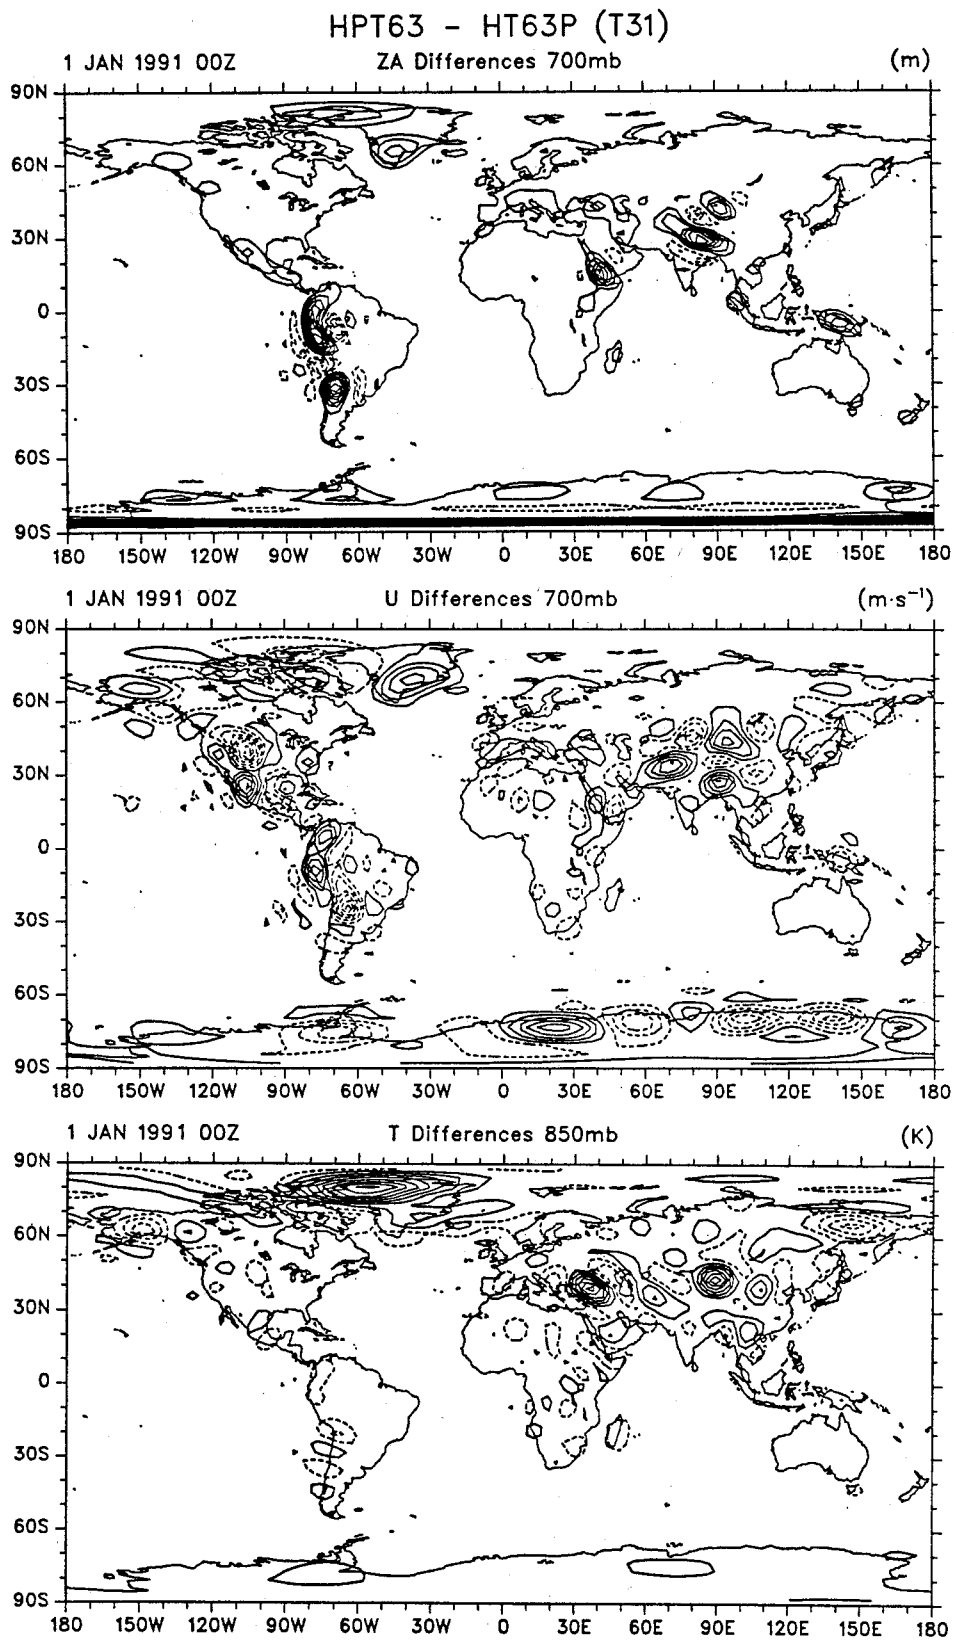 HPT63 - HT63P (T31)
1 JAN 1991 00Z ZA Differences 700mb (m)
90N
60N
30N
0
30S
60S
90S
180 150W 120W 90W 60W 30W 0 30E 60E 90E 120E 150E 180
1 JAN 1991 00Z U Differences 700mb (m·s⁻¹)
90N
60N
30N
0
30S
60S
90S
180 150W 120W 90W 60W 30W 0 30E 60E 90E 120E 150E 180
1 JAN 1991 00Z T Differences 850mb (K)
90N
60N
30N
0
30S
60S
90S
180 150W 120W 90W 60W 30W 0 30E 60E 90E 120E 150E 180